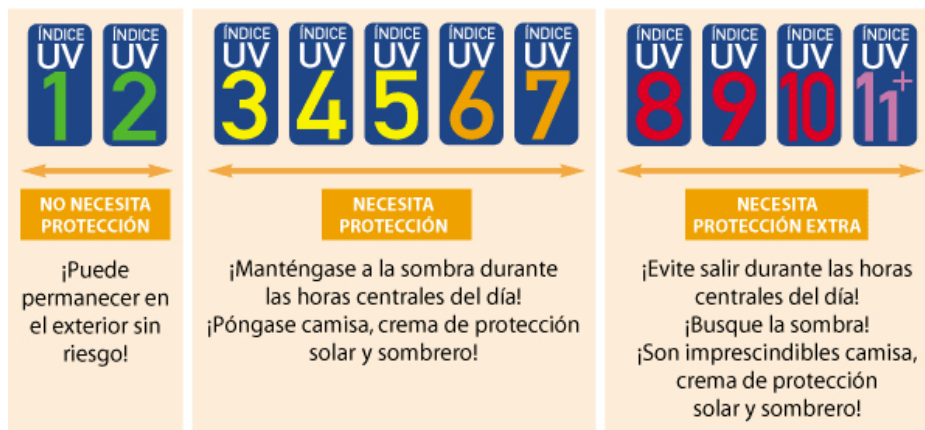 ÍNDICE UV 1
ÍNDICE UV 2
NO NECESITA
PROTECCIÓN
¡Puede
permanecer en
el exterior sin
riesgo!
ÍNDICE UV 3
ÍNDICE UV 4
ÍNDICE UV 5
ÍNDICE UV 6
ÍNDICE UV 7
NECESITA
PROTECCIÓN
¡Manténgase a la sombra durante
las horas centrales del día!
¡Póngase camisa, crema de protección
solar y sombrero!
ÍNDICE UV 8
ÍNDICE UV 9
ÍNDICE UV 10
ÍNDICE UV 11+
NECESITA
PROTECCIÓN EXTRA
¡Evite salir durante las horas
centrales del día!
¡Busque la sombra!
¡Son imprescindibles camisa,
crema de protección
solar y sombrero!